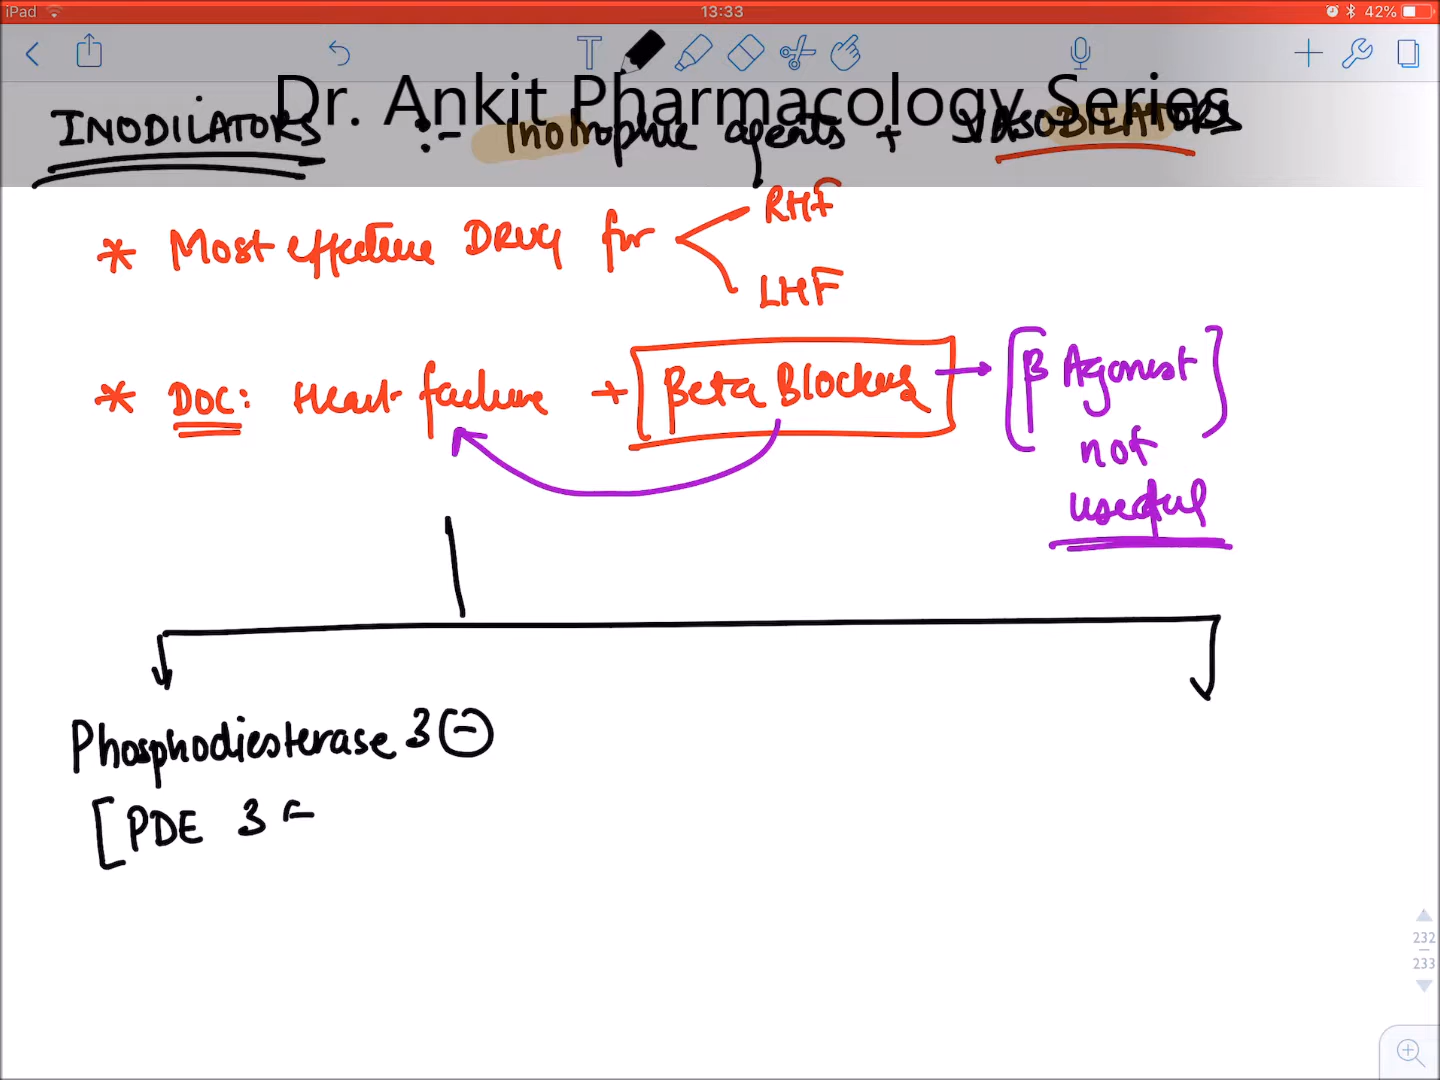 iPad 13:33 42%
Dr. Ankit Pharmacology Series
INODILATORS :- Inotrophic agents + VASODILATORS
* Most effective DRUG for RHF
LHF
* DOC: Heart failure + Beta Blockers → [β Agonist]
not
useful
Phosphodiesterase 3 ⊖
[PDE 3
232
233